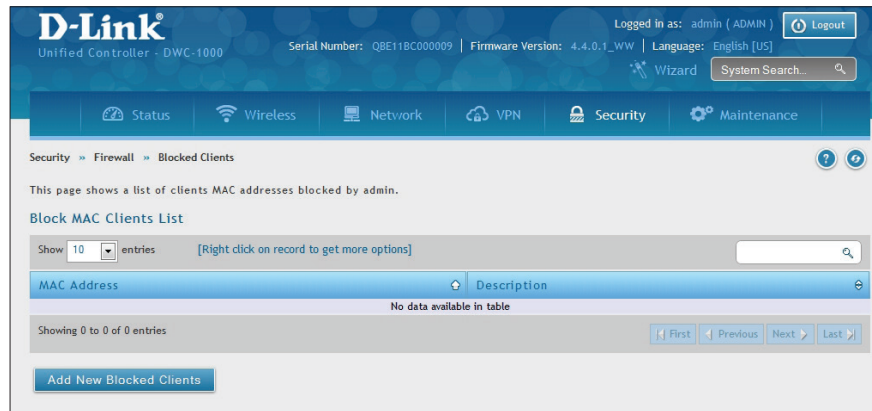 D-Link
Logged in as: admin ( ADMIN ) Logout
Unified Controller - DWC-1000
Serial Number: QBE11BC000009 | Firmware Version: 4.4.0.1_WW | Language: English [US]
Wizard System Search...
Status Wireless Network VPN Security Maintenance
Security » Firewall » Blocked Clients
This page shows a list of clients MAC addresses blocked by admin.
Block MAC Clients List
Show 10 entries [Right click on record to get more options]
MAC Address Description
No data available in table
Showing 0 to 0 of 0 entries First Previous Next Last
Add New Blocked Clients